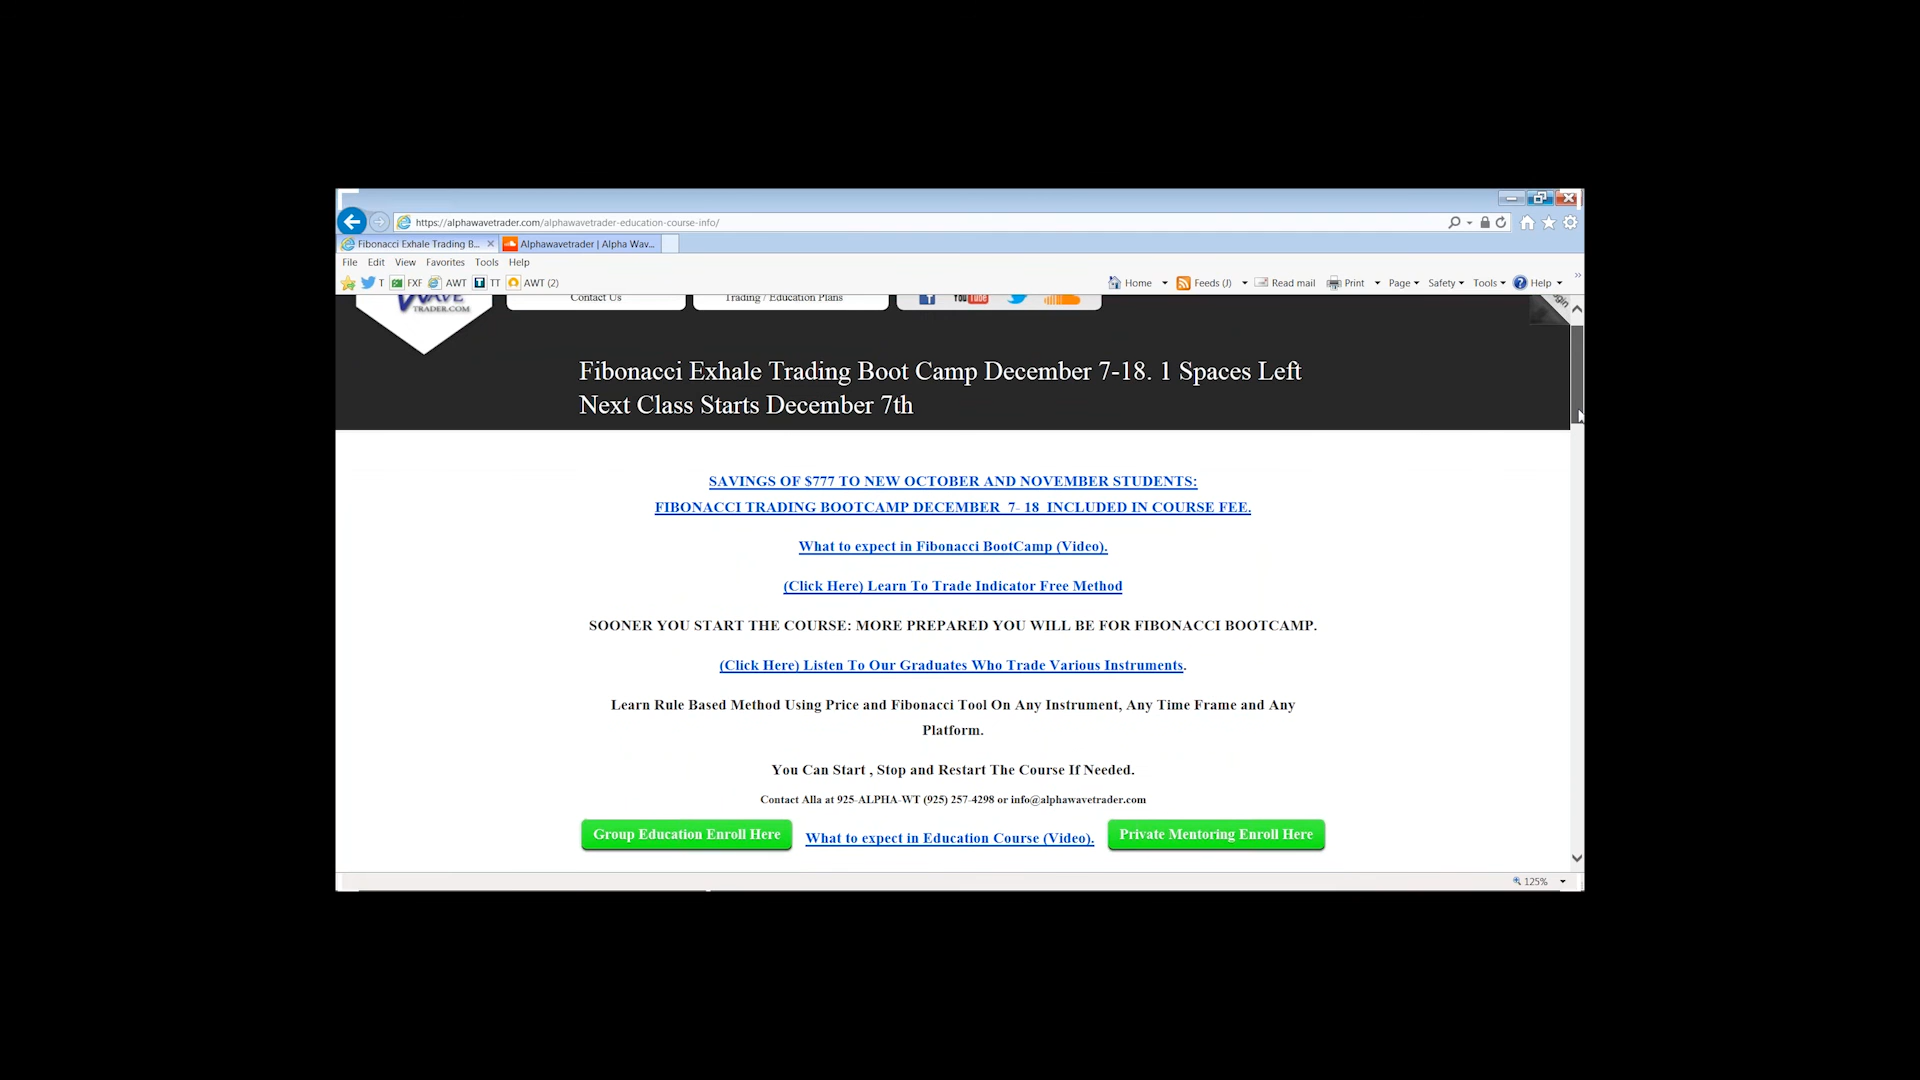 https://alphawavetrader.com/alphawavetrader-education-course-info/
Fibonacci Exhale Trading B...
Alphawavetrader | Alpha Wav...
File Edit View Favorites Tools Help
T FXF AWT TT AWT (2)
Home Feeds (J) Read mail Print Page Safety Tools Help
WAVE
TRADER.COM
Contact Us
Trading / Education Plans
You Tube
Fibonacci Exhale Trading Boot Camp December 7-18. 1 Spaces Left
Next Class Starts December 7th
SAVINGS OF $777 TO NEW OCTOBER AND NOVEMBER STUDENTS:
FIBONACCI TRADING BOOTCAMP DECEMBER 7- 18 INCLUDED IN COURSE FEE.
What to expect in Fibonacci BootCamp (Video).
(Click Here) Learn To Trade Indicator Free Method
SOONER YOU START THE COURSE: MORE PREPARED YOU WILL BE FOR FIBONACCI BOOTCAMP.
(Click Here) Listen To Our Graduates Who Trade Various Instruments.
Learn Rule Based Method Using Price and Fibonacci Tool On Any Instrument, Any Time Frame and Any
Platform.
You Can Start , Stop and Restart The Course If Needed.
Contact Alla at 925-ALPHA-WT (925) 257-4298 or info@alphawavetrader.com
Group Education Enroll Here
What to expect in Education Course (Video).
Private Mentoring Enroll Here
125%